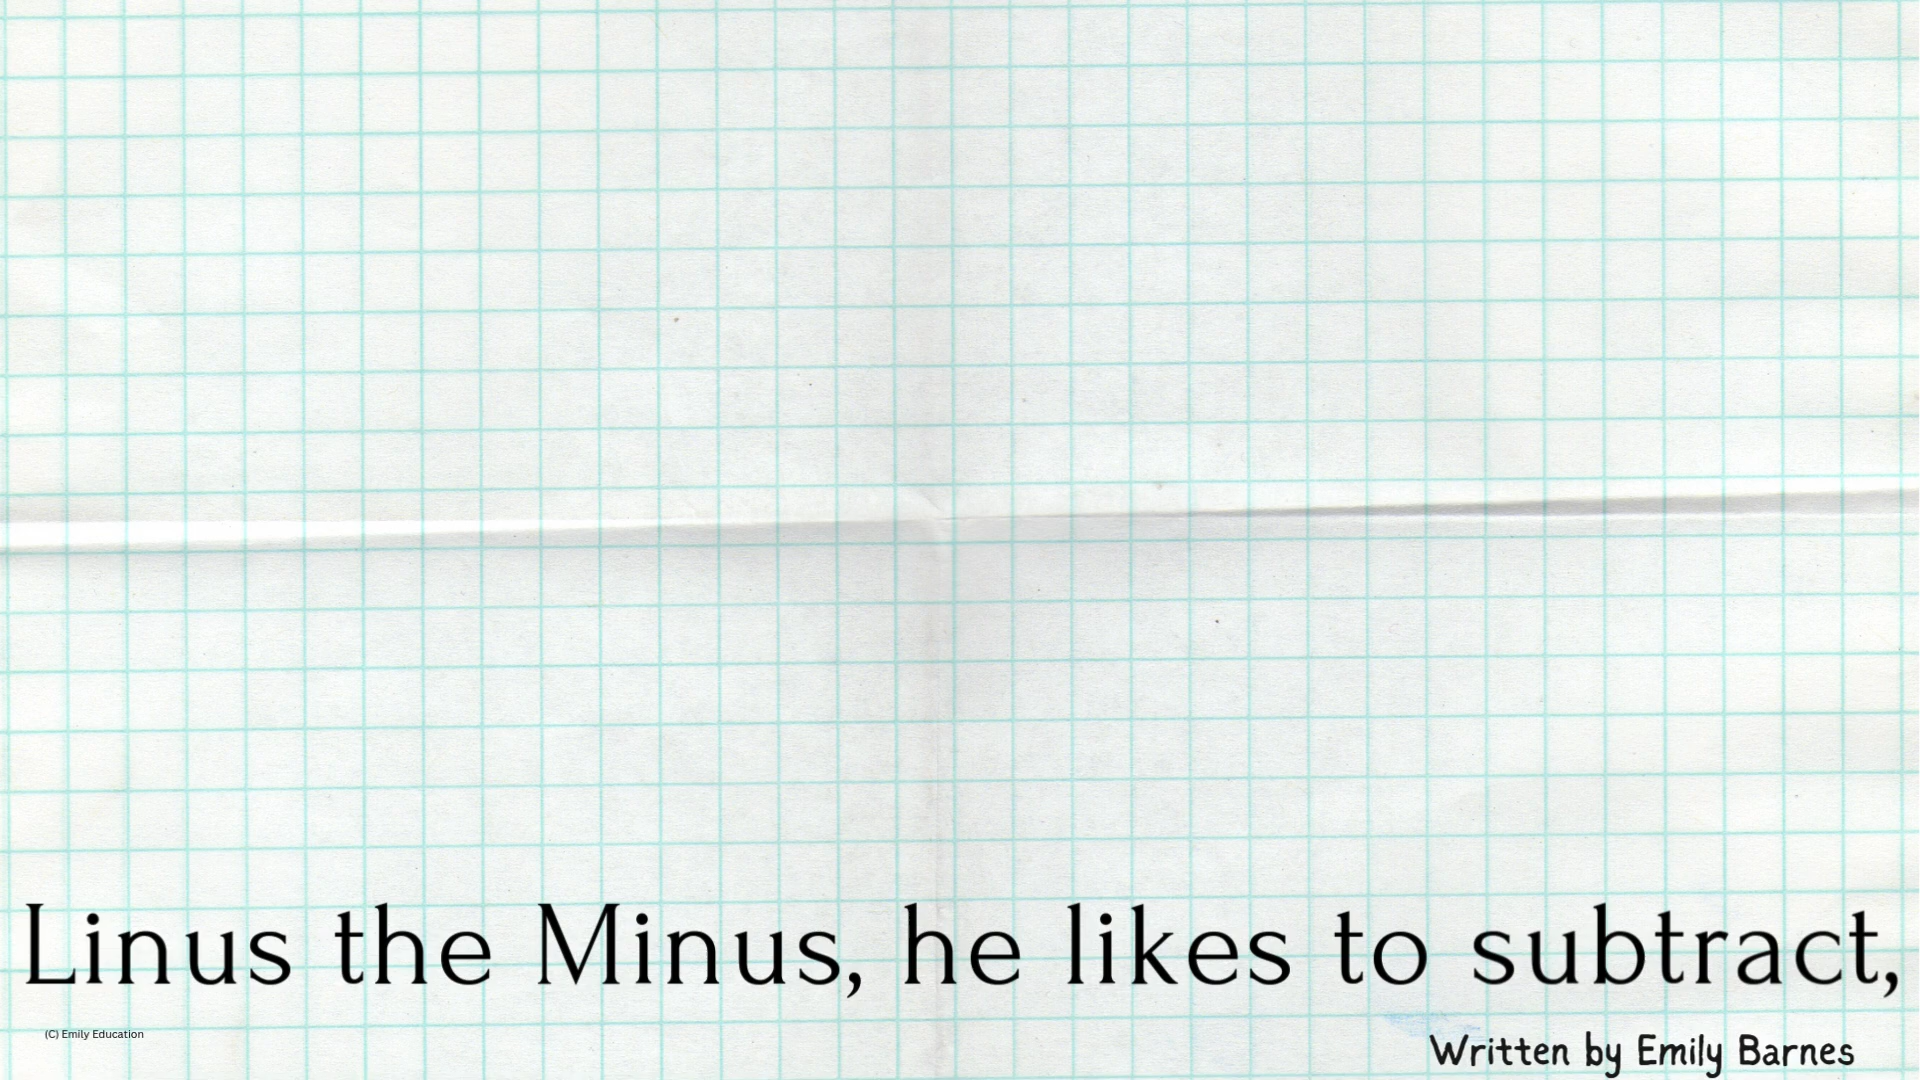 Linus the Minus, he likes to subtract,
(C) Emily Education
Written by Emily Barnes